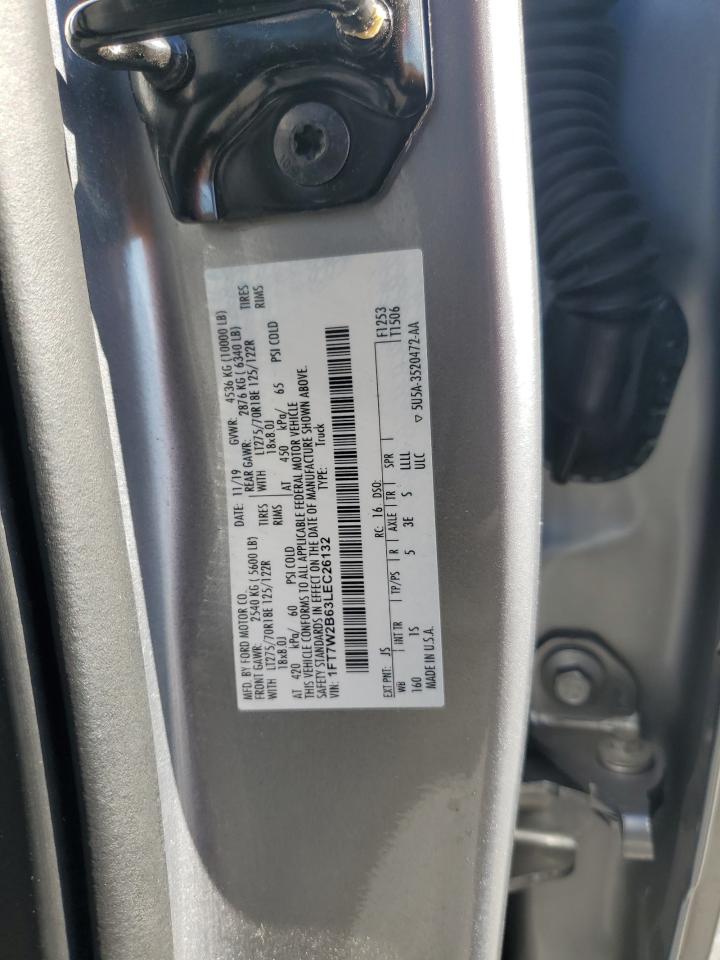 MFD. BY FORD MOTOR CO.
DATE: 11/19
GVWR: 4536 KG (10000 LB)
FRONT GAWR: 2540 KG ( 5600 LB)
REAR GAWR: 2876 KG ( 6340 LB)
WITH LT275/70R18E 125/122R TIRES
WITH LT275/70R18E 125/122R TIRES
18x8.0J RIMS
18x8.0J RIMS
AT 420 kPa/ 60 PSI COLD
AT 450 kPa/ 65 PSI COLD
THIS VEHICLE CONFORMS TO ALL APPLICABLE FEDERAL MOTOR VEHICLE
SAFETY STANDARDS IN EFFECT ON THE DATE OF MANUFACTURE SHOWN ABOVE.
VIN: 1FT7W2B63LEC26132
TYPE: Truck
F1253
T1506
EXT PNT: JS RC: 16 DSO:
WB INT TR TP/PS R AXLE TR SPR
160 1S 5 3E S LLLL
ULC
MADE IN U.S.A.
▽ 5U5A-3520472-AA